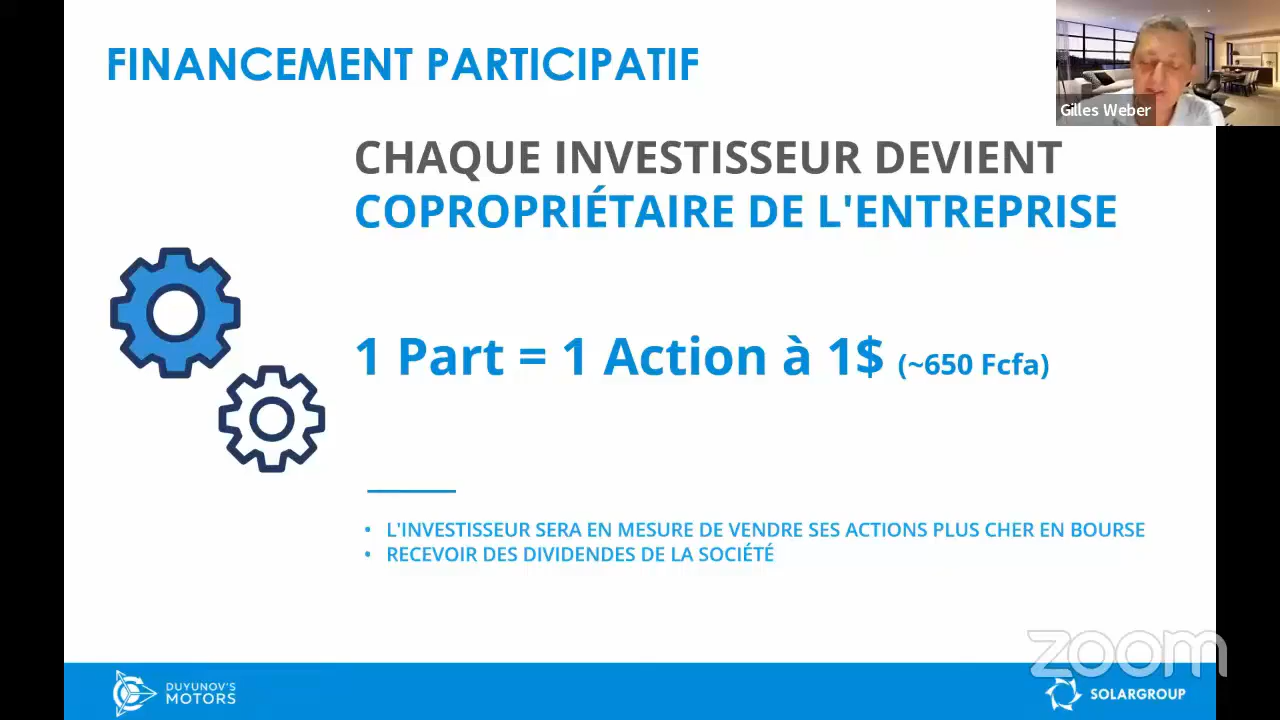 FINANCEMENT PARTICIPATIF
Gilles Weber
CHAQUE INVESTISSEUR DEVIENT
COPROPRIÉTAIRE DE L'ENTREPRISE
1 Part = 1 Action à 1$ (~650 Fcfa)
• L'INVESTISSEUR SERA EN MESURE DE VENDRE SES ACTIONS PLUS CHER EN BOURSE
• RECEVOIR DES DIVIDENDES DE LA SOCIÉTÉ
zoom
DUYUNOV'S
MOTORS
SOLARGROUP